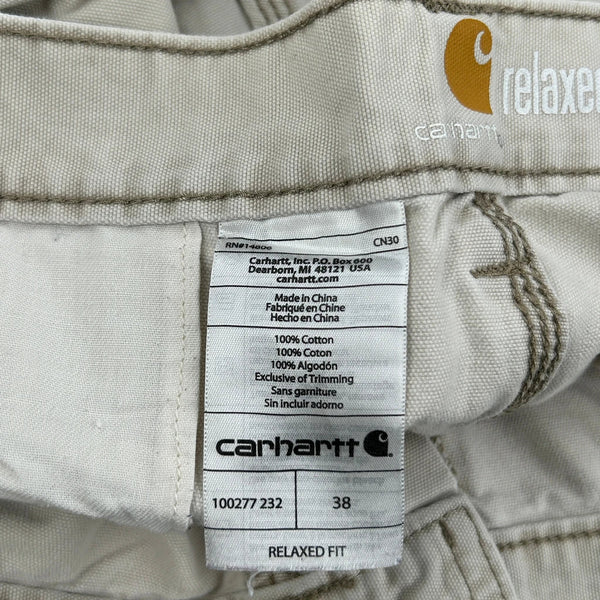 relaxe
carhartt
RN#14806 CN30
Carhartt, Inc. P.O. Box 600
Dearborn, MI 48121 USA
carhartt.com
Made in China
Fabriqué en Chine
Hecho en China
100% Cotton
100% Coton
100% Algodón
Exclusive of Trimming
Sans garniture
Sin incluir adorno
carhartt
100277 232 38
RELAXED FIT